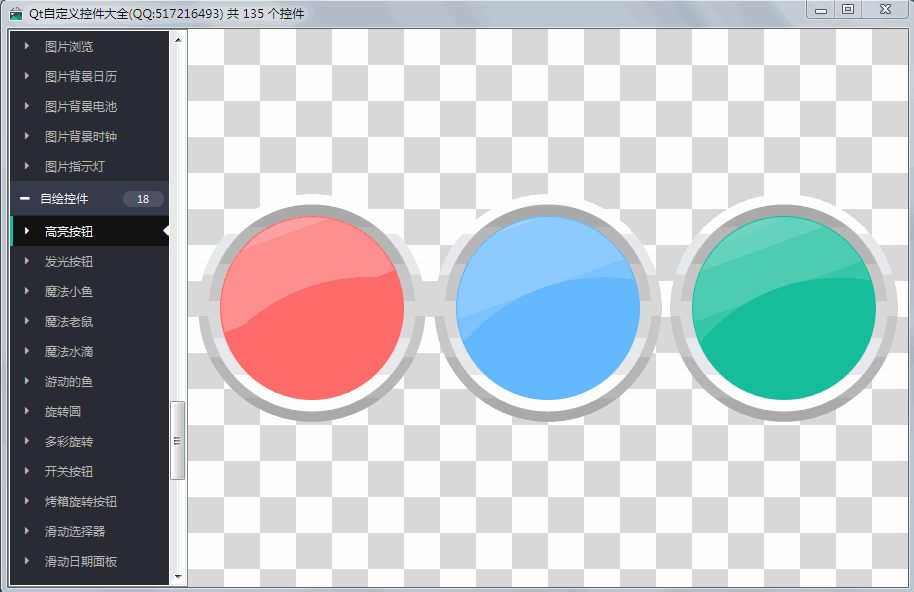 Qt自定义控件大全(QQ:517216493) 共 135 个控件
图片浏览
图片背景日历
图片背景电池
图片背景时钟
图片指示灯
自绘控件 18
高亮按钮
发光按钮
魔法小鱼
魔法老鼠
魔法水滴
游动的鱼
旋转圆
多彩旋转
开关按钮
烤箱旋转按钮
滑动选择器
滑动日期面板